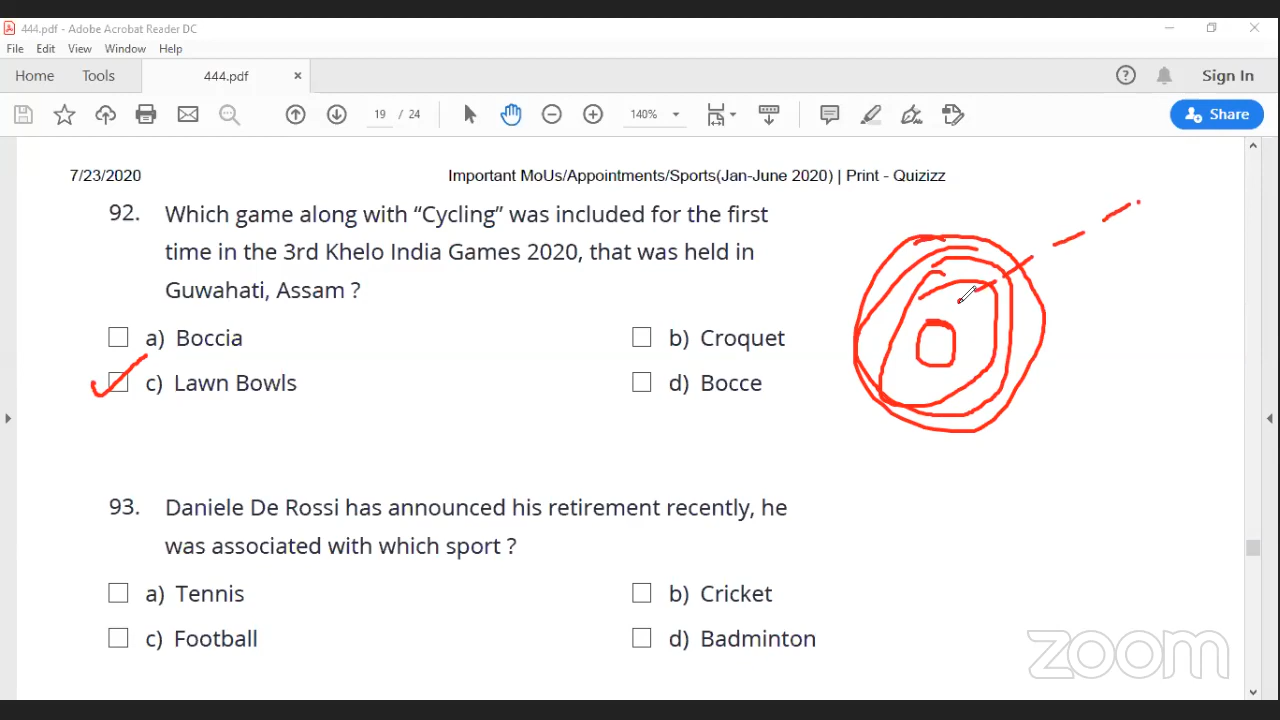 444.pdf - Adobe Acrobat Reader DC
File Edit View Window Help
Home Tools 444.pdf × Sign In
19 / 24 140% Share
7/23/2020 Important MoUs/Appointments/Sports(Jan-June 2020) | Print - Quizizz
92. Which game along with “Cycling” was included for the first
time in the 3rd Khelo India Games 2020, that was held in
Guwahati, Assam ?
a) Boccia b) Croquet
c) Lawn Bowls d) Bocce
93. Daniele De Rossi has announced his retirement recently, he
was associated with which sport ?
a) Tennis b) Cricket
c) Football d) Badminton
zoom